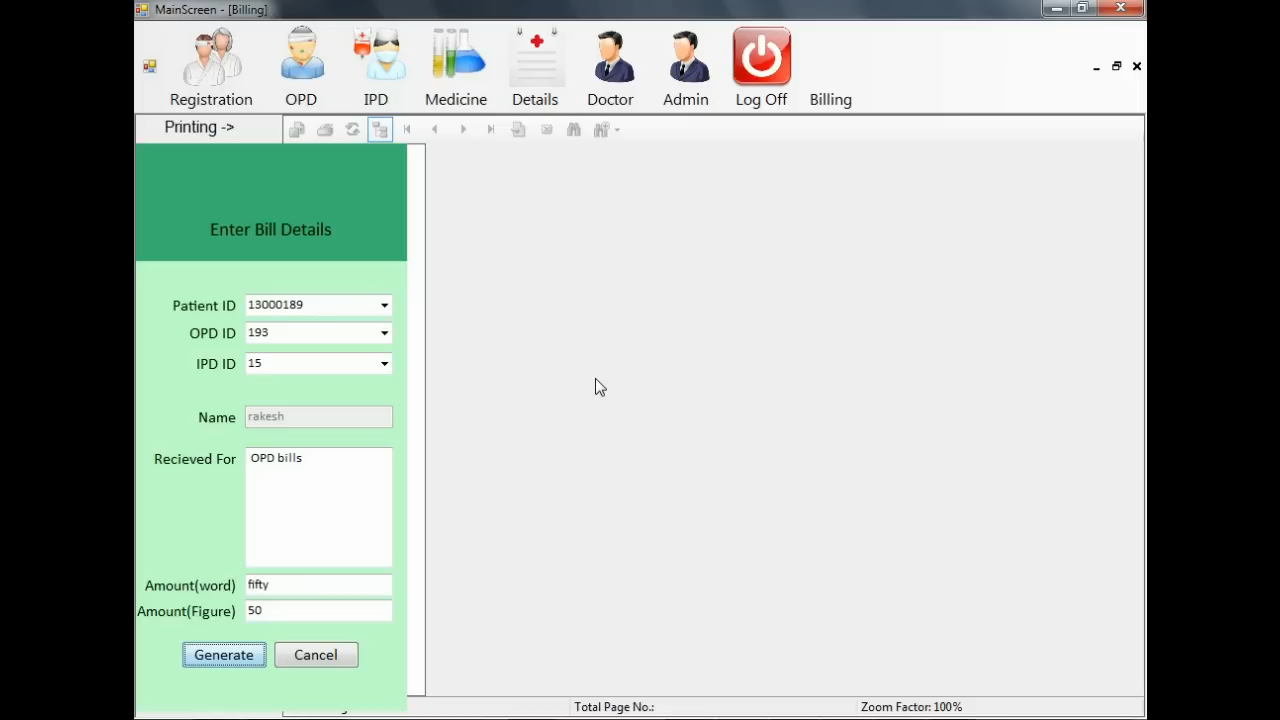 MainScreen - [Billing]
Registration OPD IPD Medicine Details Doctor Admin Log Off Billing
Printing ->
Enter Bill Details
Patient ID 13000189
OPD ID 193
IPD ID 15
Name rakesh
Recieved For OPD bills
Amount(word) fifty
Amount(Figure) 50
Generate Cancel
Total Page No.: Zoom Factor: 100%